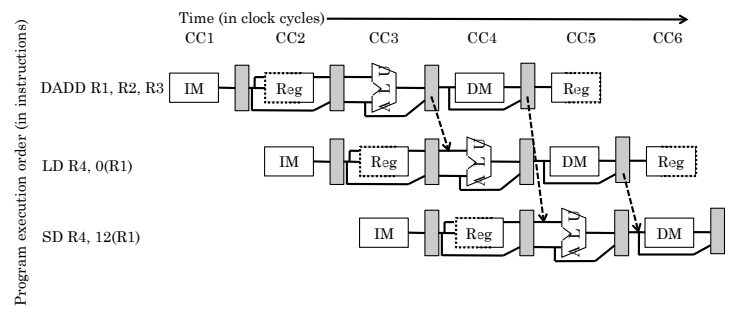 Time (in clock cycles)
CC1 CC2 CC3 CC4 CC5 CC6
Program execution order (in instructions)
DADD R1, R2, R3 IM Reg ALU DM Reg
LD R4, 0(R1) IM Reg ALU DM Reg
SD R4, 12(R1) IM Reg ALU DM